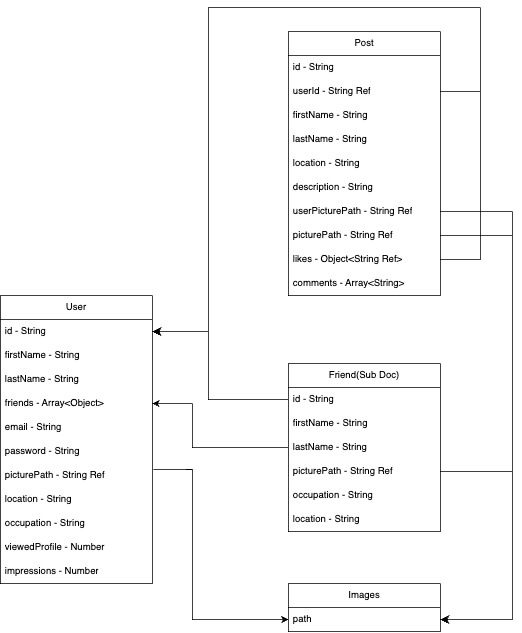 Post
id - String
userId - String Ref
firstName - String
lastName - String
location - String
description - String
userPicturePath - String Ref
picturePath - String Ref
likes - Object<String Ref>
comments - Array<String>
User
id - String
firstName - String
lastName - String
friends - Array<Object>
email - String
password - String
picturePath - String Ref
location - String
occupation - String
viewedProfile - Number
impressions - Number
Friend(Sub Doc)
id - String
firstName - String
lastName - String
picturePath - String Ref
occupation - String
location - String
Images
path